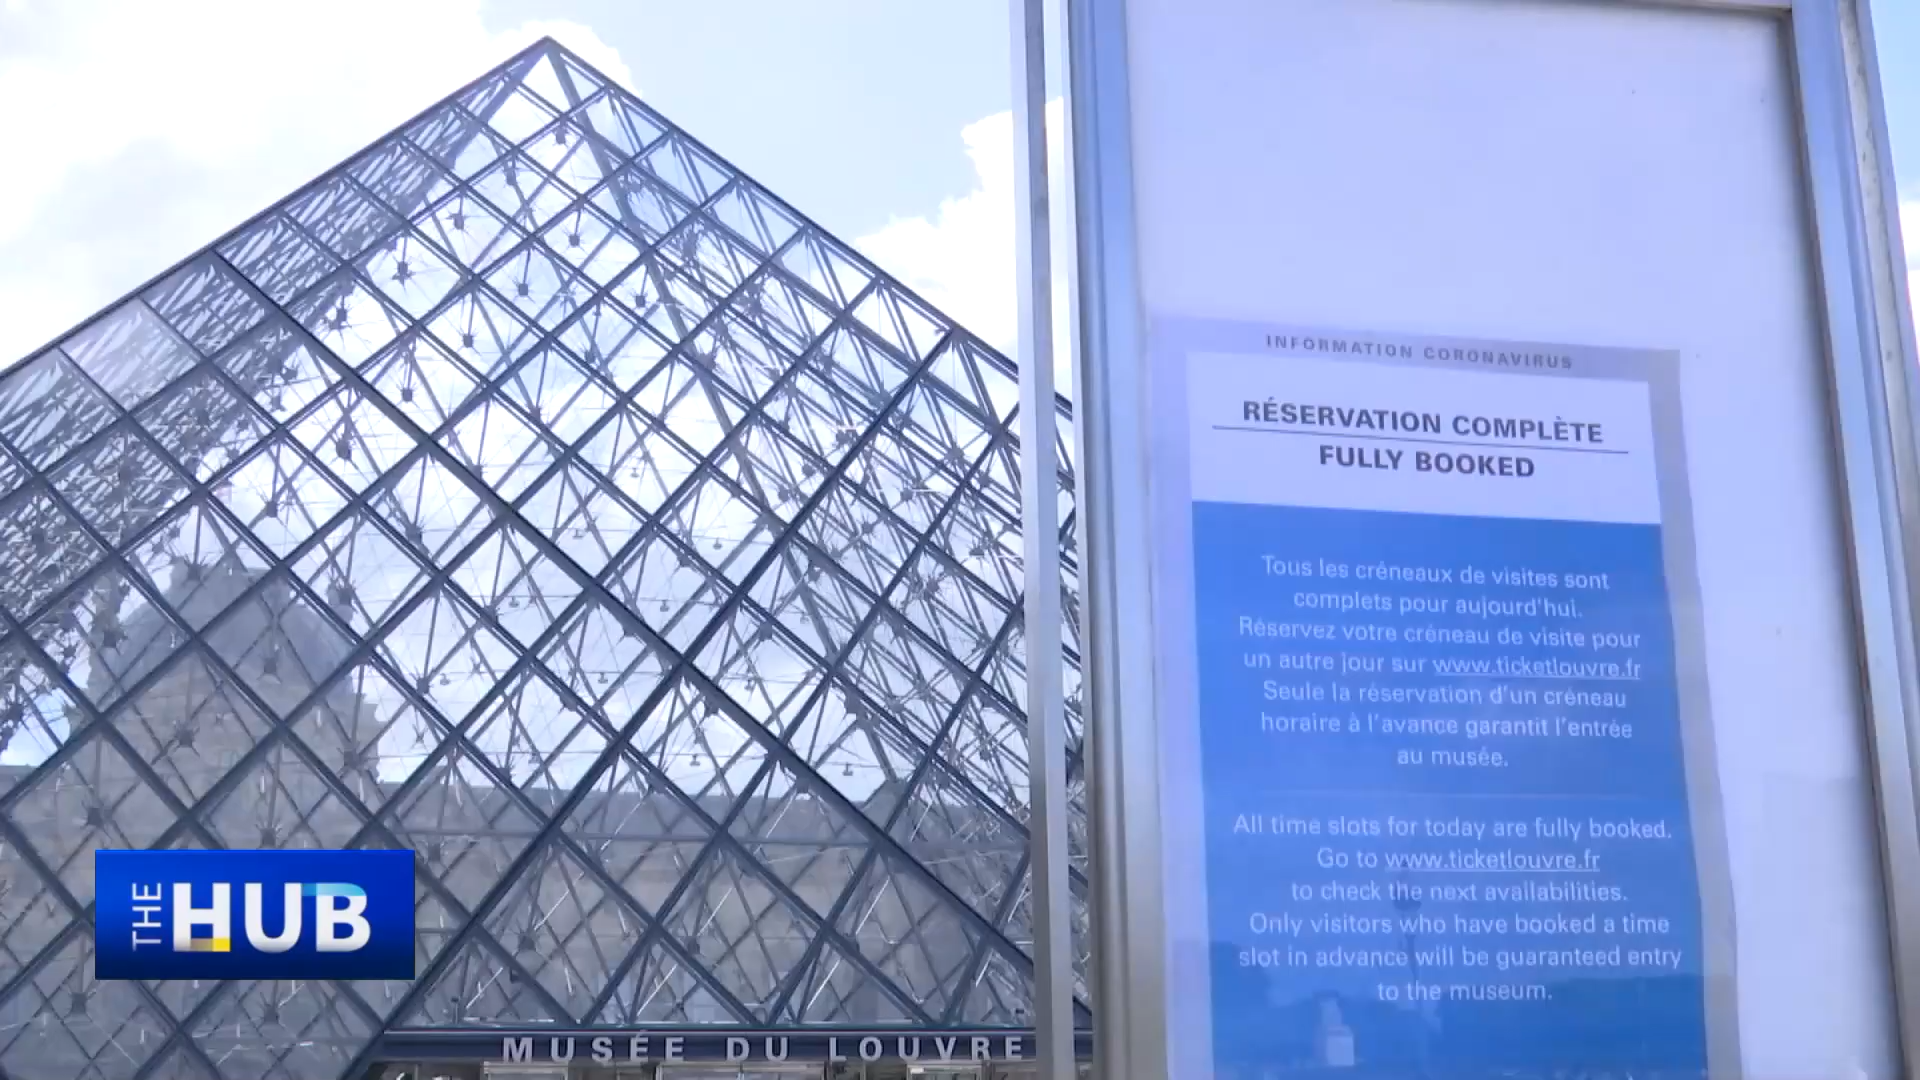 INFORMATION CORONAVIRUS
RÉSERVATION COMPLÈTE
FULLY BOOKED
Tous les créneaux de visites sont
complets pour aujourd'hui.
Réservez votre créneau de visite pour
un autre jour sur www.ticketlouvre.fr
Seule la réservation d'un créneau
horaire à l'avance garantit l'entrée
au musée.
All time slots for today are fully booked.
Go to www.ticketlouvre.fr
to check the next availabilities.
Only visitors who have booked a time
slot in advance will be guaranteed entry
to the museum.
THE HUB
MUSÉE DU LOUVRE